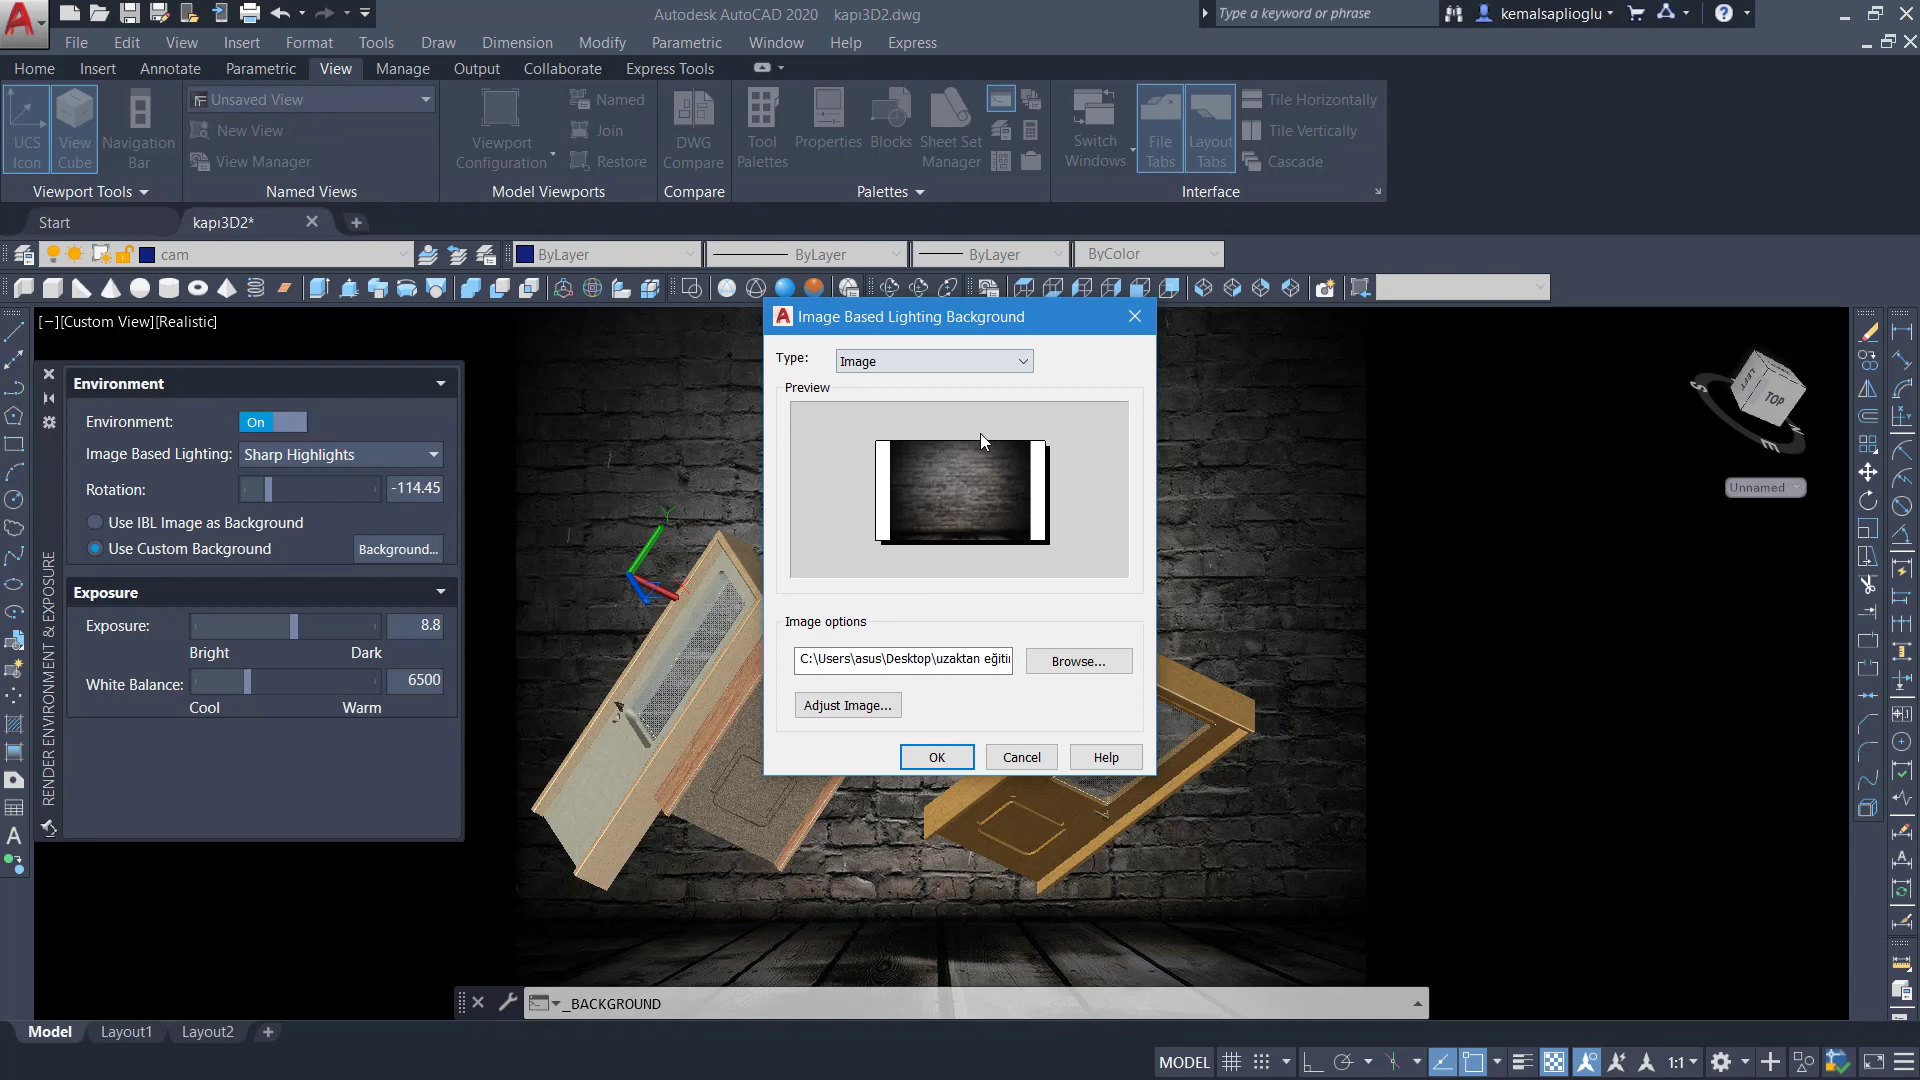 Autodesk AutoCAD 2020 kapı3D2.dwg
Type a keyword or phrase
kemalsaplioglu
File Edit View Insert Format Tools Draw Dimension Modify Parametric Window Help Express
Home Insert Annotate Parametric View Manage Output Collaborate Express Tools
UCS Icon
View Cube
Navigation Bar
Unsaved View
New View
View Manager
Viewport Configuration
Named
Join
Restore
DWG Compare
Tool Palettes
Properties
Blocks
Sheet Set Manager
Switch Windows
File Tabs
Layout Tabs
Tile Horizontally
Tile Vertically
Cascade
Viewport Tools Named Views Model Viewports Compare Palettes Interface
Start kapı3D2*
cam ByLayer ByLayer ByLayer ByColor
[−][Custom View][Realistic]
Image Based Lighting Background
Type: Image
Preview
Image options
C:\Users\asus\Desktop\uzaktan eğitiı
Browse...
Adjust Image...
OK Cancel Help
RENDER ENVIRONMENT & EXPOSURE
Environment
Environment: On
Image Based Lighting: Sharp Highlights
Rotation: -114.45
Use IBL Image as Background
Use Custom Background Background...
Exposure
Exposure: 8.8
Bright Dark
White Balance: 6500
Cool Warm
LEFT
TOP
S
E
Unnamed
Y
_BACKGROUND
Model Layout1 Layout2
MODEL 1:1